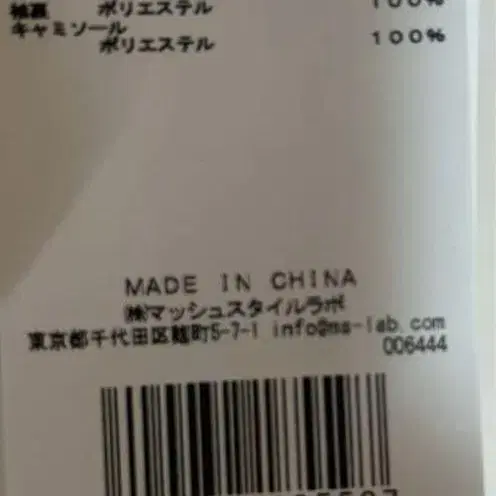 袖裏 ポリエステル 100%
キャミソール
ポリエステル 100%
MADE IN CHINA
㈱マッシュスタイルラボ
東京都千代田区麹町5-7-1 info@ms-lab.com
006444